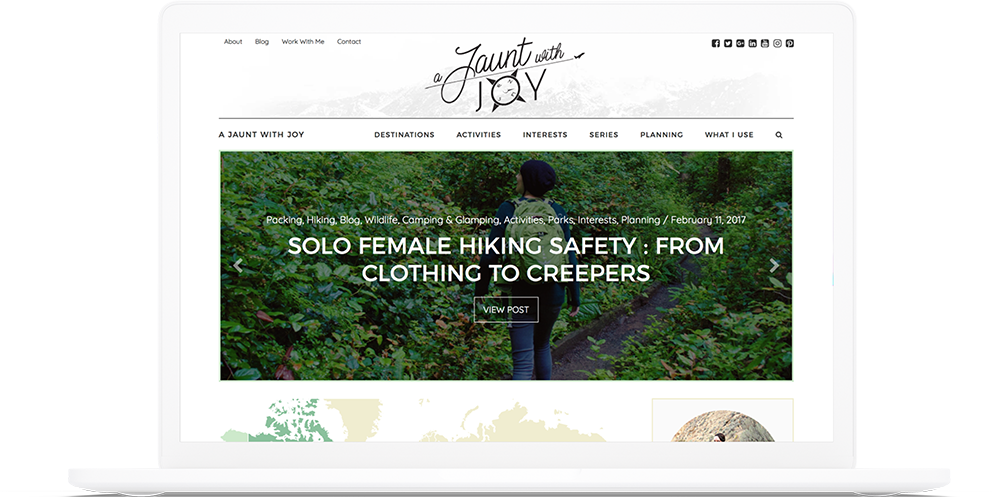 About Blog Work With Me Contact
a Jaunt with
JOY
A JAUNT WITH JOY DESTINATIONS ACTIVITIES INTERESTS SERIES PLANNING WHAT I USE
Packing, Hiking, Blog, Wildlife, Camping & Glamping, Activities, Parks, Interests, Planning / February 11, 2017
SOLO FEMALE HIKING SAFETY : FROM
CLOTHING TO CREEPERS
VIEW POST